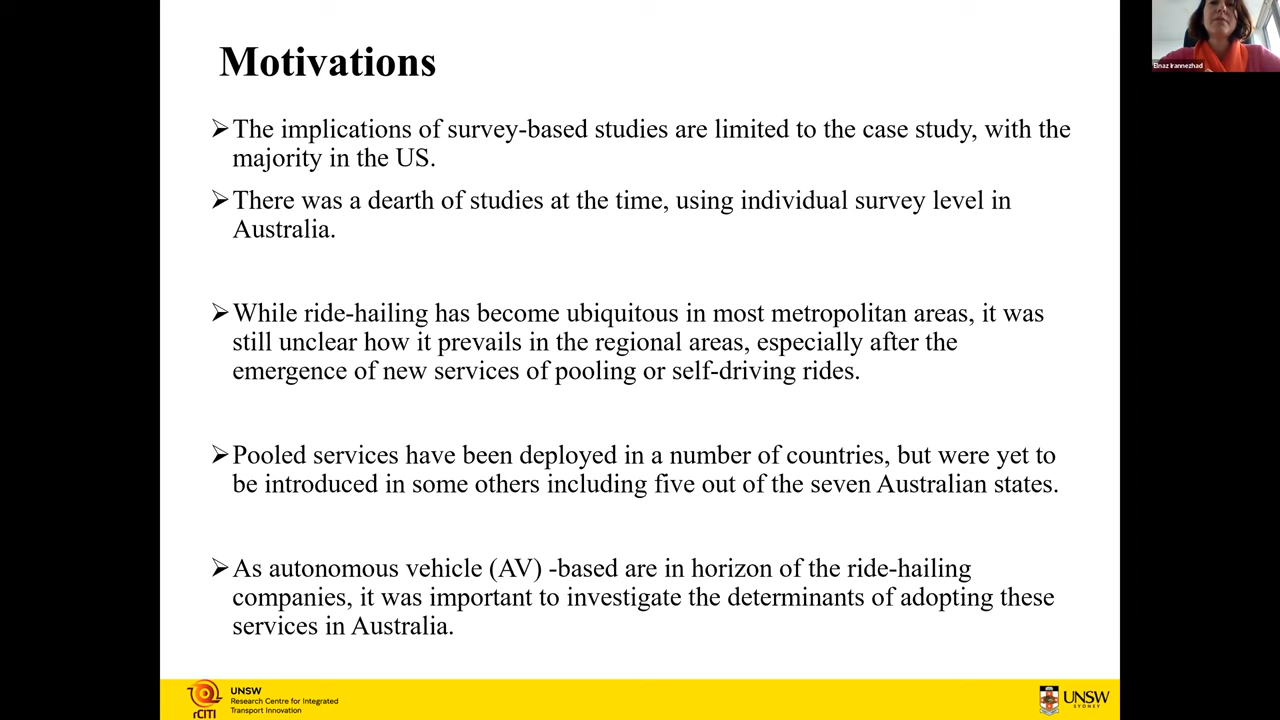 Motivations
Elnaz Irannezhad
➢The implications of survey-based studies are limited to the case study, with the
majority in the US.
➢There was a dearth of studies at the time, using individual survey level in
Australia.
➢While ride-hailing has become ubiquitous in most metropolitan areas, it was
still unclear how it prevails in the regional areas, especially after the
emergence of new services of pooling or self-driving rides.
➢Pooled services have been deployed in a number of countries, but were yet to
be introduced in some others including five out of the seven Australian states.
➢As autonomous vehicle (AV) -based are in horizon of the ride-hailing
companies, it was important to investigate the determinants of adopting these
services in Australia.
rCITI
UNSW
Research Centre for Integrated
Transport Innovation
UNSW
SYDNEY